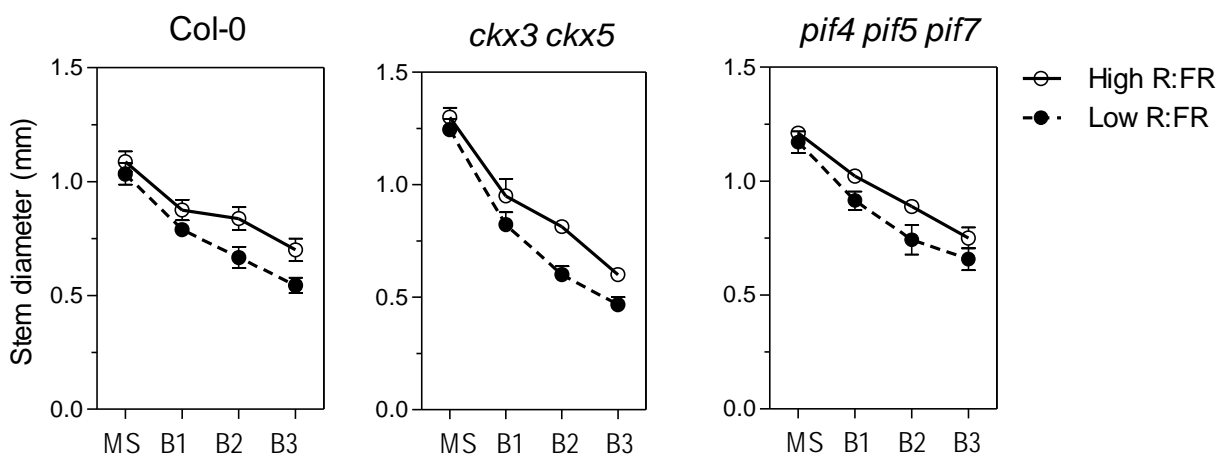 Col-0
ckx3 ckx5
pif4 pif5 pif7
High R:FR
Low R:FR
Stem diameter (mm)
1.5
1.0
0.5
0.0
MS B1 B2 B3
1.5
1.0
0.5
0.0
MS B1 B2 B3
1.5
1.0
0.5
0.0
MS B1 B2 B3